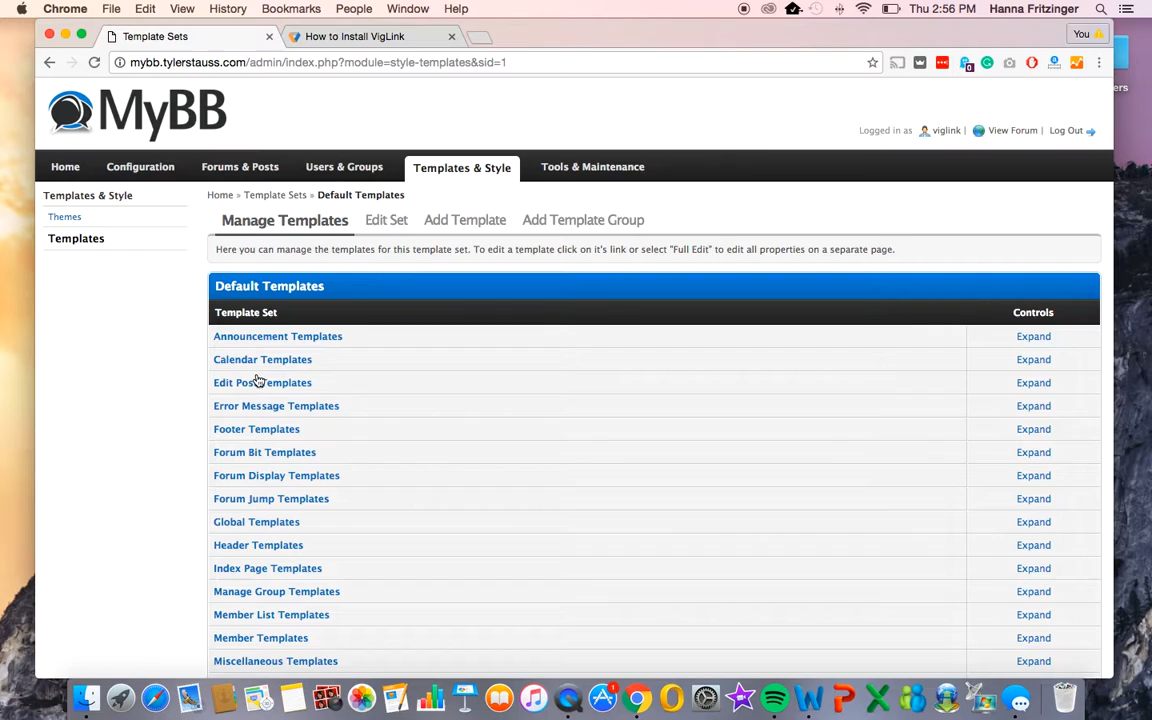 Chrome File Edit View History Bookmarks People Window Help Thu 2:56 PM Hanna Fritzinger
Template Sets How to Install VigLink You
mybb.tylerstauss.com/admin/index.php?module=style-templates&sid=1
ers
MyBB
Logged in as viglink View Forum Log Out
Home Configuration Forums & Posts Users & Groups Templates & Style Tools & Maintenance
Templates & Style
Themes
Templates
Home » Template Sets » Default Templates
Manage Templates Edit Set Add Template Add Template Group
Here you can manage the templates for this template set. To edit a template click on it's link or select "Full Edit" to edit all properties on a separate page.
Default Templates
Template Set Controls
Announcement Templates Expand
Calendar Templates Expand
Edit Post Templates Expand
Error Message Templates Expand
Footer Templates Expand
Forum Bit Templates Expand
Forum Display Templates Expand
Forum Jump Templates Expand
Global Templates Expand
Header Templates Expand
Index Page Templates Expand
Manage Group Templates Expand
Member List Templates Expand
Member Templates Expand
Miscellaneous Templates Expand